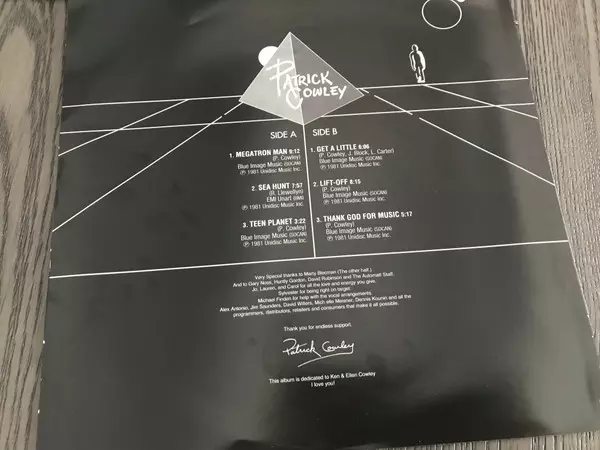 PATRICK
COWLEY
SIDE A
1. MEGATRON MAN 9:12
(P. Cowley)
Blue Image Music (SOCAN)
℗ 1981 Unidisc Music Inc.
2. SEA HUNT 7:57
(R. Llewellyn)
EMI Unart (BMI)
℗ 1981 Unidisc Music Inc.
3. TEEN PLANET 3:22
(P. Cowley)
Blue Image Music (SOCAN)
℗ 1981 Unidisc Music Inc.
SIDE B
1. GET A LITTLE 6:06
(P. Cowley, J. Block, L. Carter)
Blue Image Music (SOCAN)
℗ 1981 Unidisc Music Inc.
2. LIFT-OFF 8:15
(P. Cowley)
Blue Image Music (SOCAN)
℗ 1981 Unidisc Music Inc.
3. THANK GOD FOR MUSIC 5:17
(P. Cowley)
Blue Image Music (SOCAN)
℗ 1981 Unidisc Music Inc.
Very Special thanks to Marty Blecman (The other half.)
And to Gary Noss, Huntly Gordon, David Robinson and The Automatt Staff.
Jo, Lauren, and Carol for all the love and energy you give.
Sylvester for being right on target.
Michael Finden for help with the vocal arrangements.
Alex Antonio, Jim Saunders, David Willers, Michelle Meisner, Dennis Kounin and all the
programmers, distributors, retailers and consumers that make it all possible.
Thank you for endless support.
Patrick Cowley
This album is dedicated to Ken & Ellen Cowley
I love you!